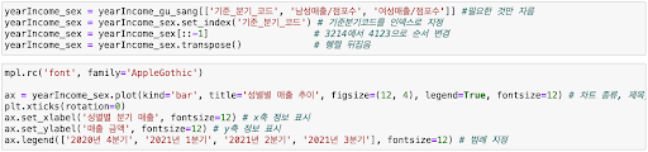 yearIncome_sex = yearIncome_gu_sang[['기준_분기_코드', '남성매출/점포수', '여성매출/점포수']] #필요한 것만 자름
yearIncome_sex = yearIncome_sex.set_index('기준_분기_코드') # 기준분기코드를 인덱스로 지정
yearIncome_sex = yearIncome_sex[::-1] # 3214에서 4123으로 순서 변경
yearIncome_sex = yearIncome_sex.transpose() # 행렬 뒤집음
mpl.rc('font', family='AppleGothic')
ax = yearIncome_sex.plot(kind='bar', title='성별별 매출 추이', figsize=(12, 4), legend=True, fontsize=12) # 차트 종류, 제목,
plt.xticks(rotation=0)
ax.set_xlabel('성별별 분기 매출', fontsize=12) # x축 정보 표시
ax.set_ylabel('매출 금액', fontsize=12) # y축 정보 표시
ax.legend(['2020년 4분기', '2021년 1분기', '2021년 2분기', '2021년 3분기'], fontsize=12) # 범례 지정